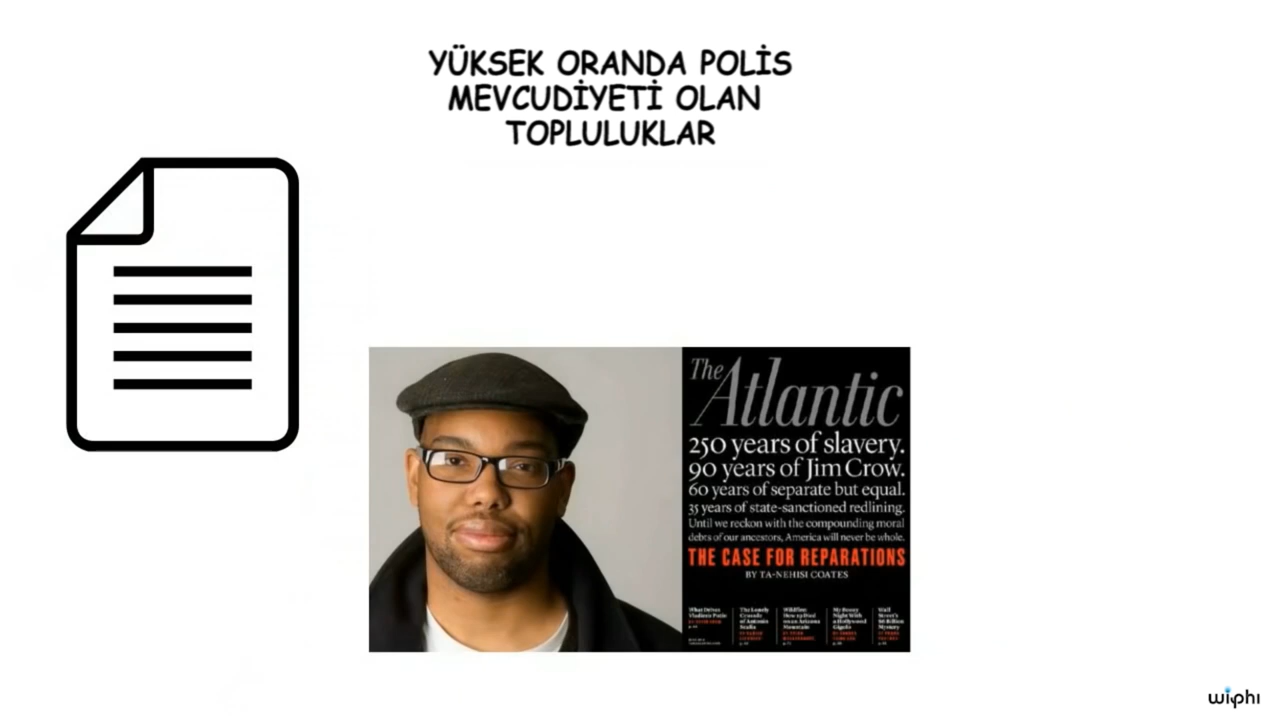 YÜKSEK ORANDA POLİS
MEVCUDİYETİ OLAN
TOPLULUKLAR
The Atlantic
250 years of slavery.
90 years of Jim Crow.
60 years of separate but equal.
35 years of state-sanctioned redlining.
Until we reckon with the compounding moral
debts of our ancestors, America will never be whole.
THE CASE FOR REPARATIONS
BY TA-NEHISI COATES
wiphi